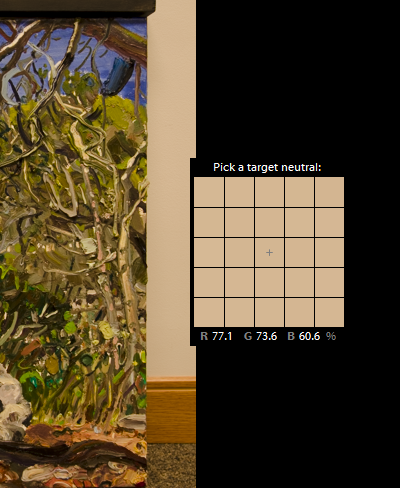 Pick a target neutral:
R 77.1 G 73.6 B 60.6 %